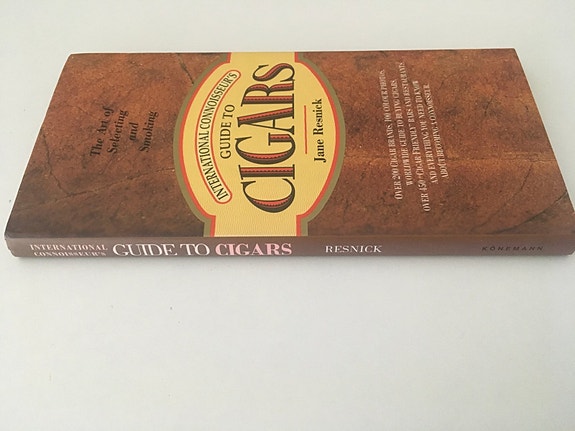 The Art of
Selecting
and
Smoking
INTERNATIONAL CONNOISSEUR'S
GUIDE TO
CIGARS
Jane Resnick
OVER 200 CIGAR BRANDS, 100 COLOUR PHOTOS,
WORLDWIDE GUIDE TO BUYING CIGARS,
OVER 450+ CIGAR FRIENDLY BARS AND RESTAURANTS
AND EVERYTHING YOU NEED TO KNOW
ABOUT BECOMING A CONNOISSEUR.
INTERNATIONAL
CONNOISSEUR'S
GUIDE TO CIGARS
RESNICK
KÖNEMANN